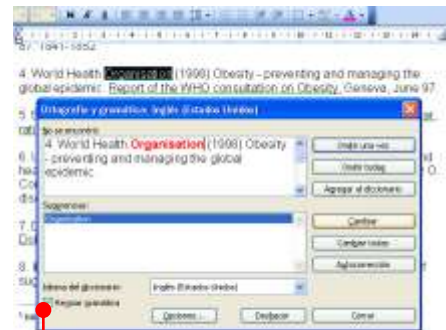 4. World Health Organisation (1998) Obesity - preventing and managing the
global epidemic. Report of the WHO consultation on Obesity, Geneva, June 97
Ortografía y gramática: Inglés (Estados Unidos)
No se encontró:
4. World Health Organisation (1998) Obesity
- preventing and managing the global
epidemic.
Omitir una vez
Omitir todas
Agregar al diccionario
Sugerencias:
Organization
Cambiar
Cambiar todas
Autocorrección
Idioma del diccionario:
Inglés (Estados Unidos)
Revisar gramática
Opciones...
Deshacer
Cerrar